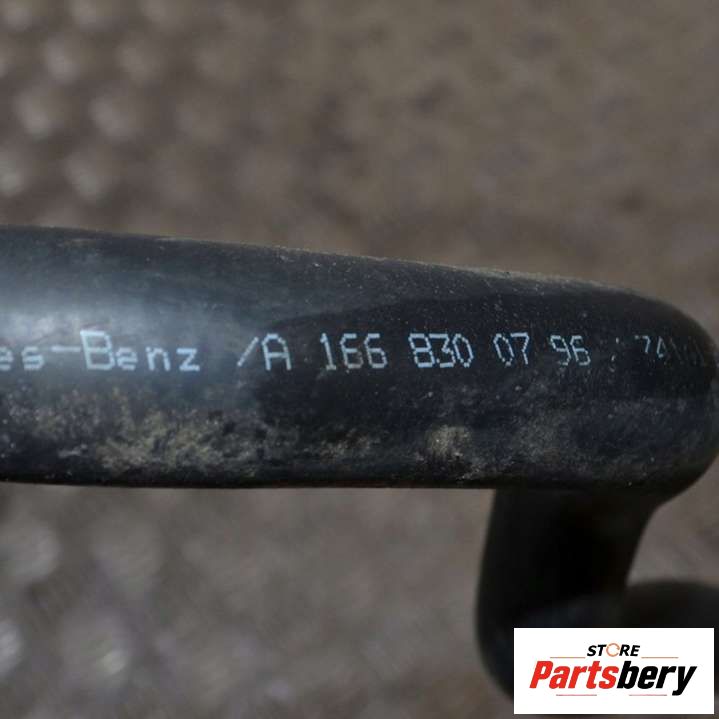 es-Benz /A 166 830 07 96
STORE
Partsbery